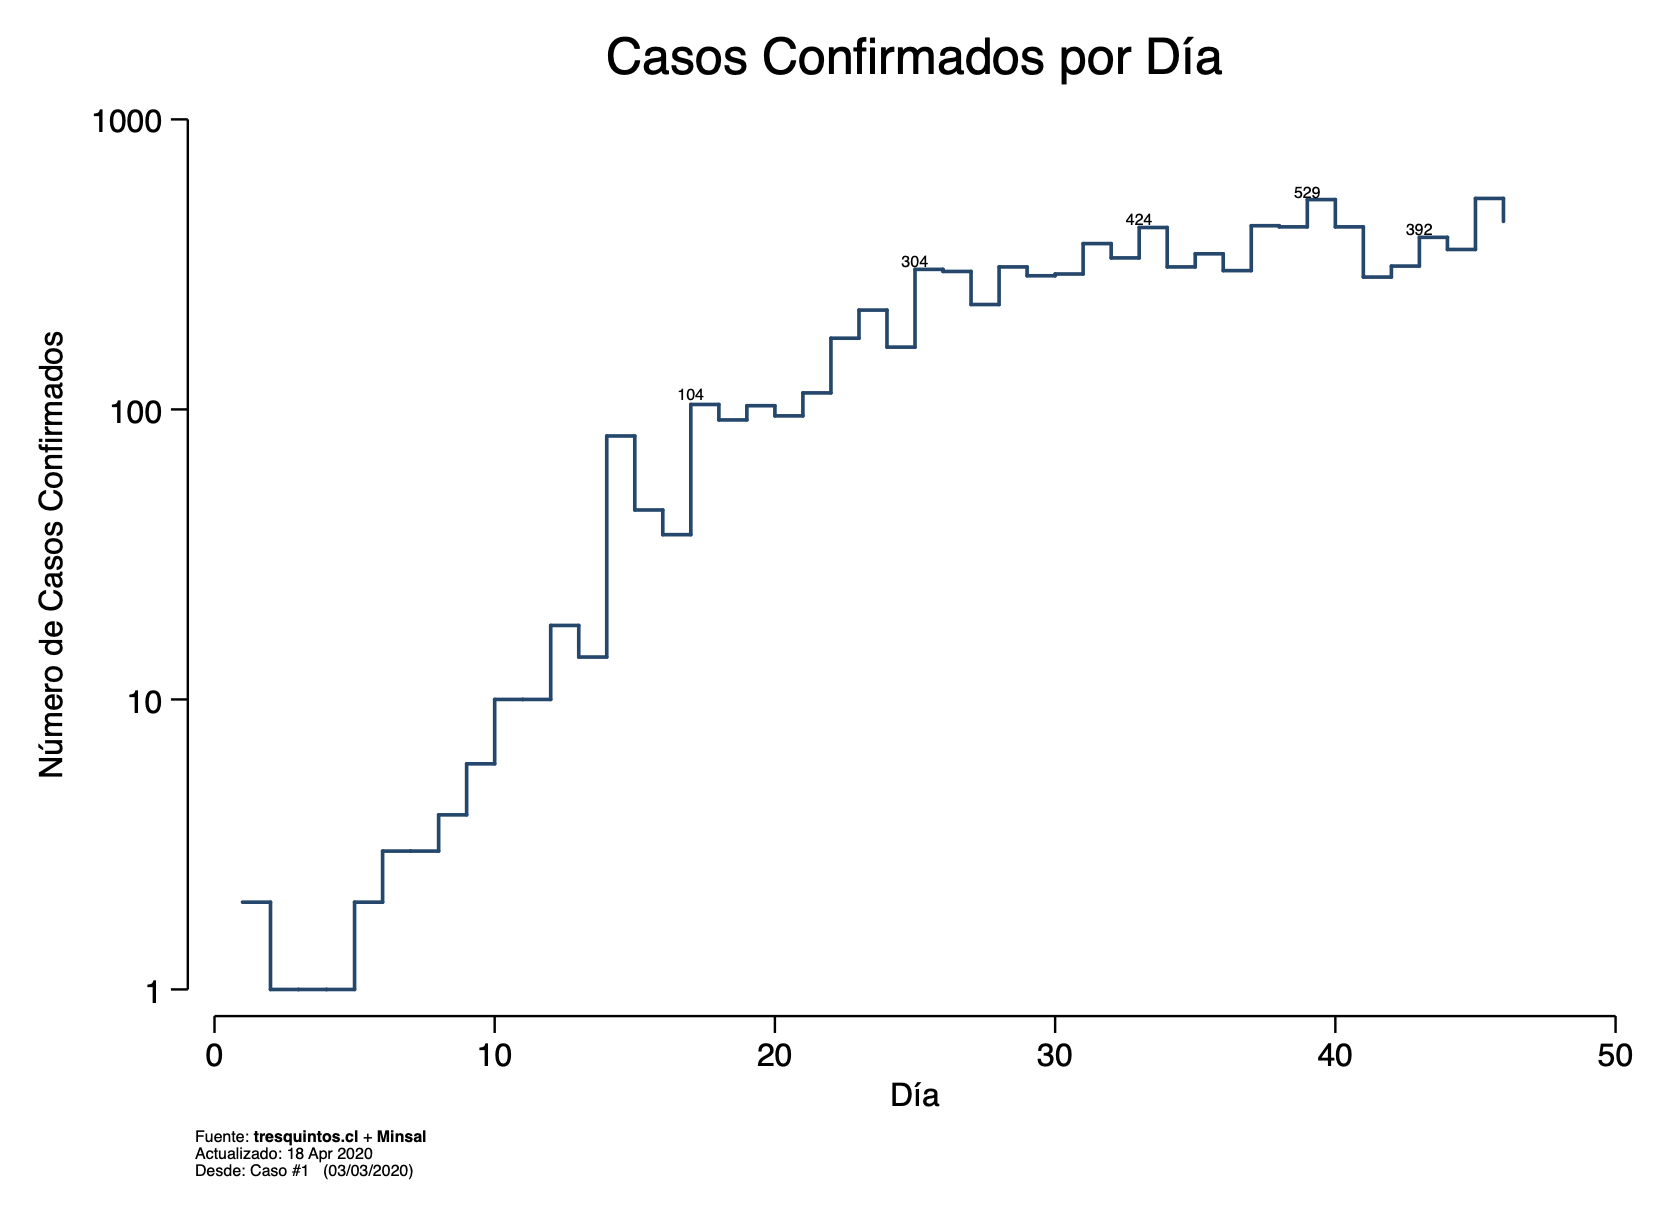 Casos Confirmados por Día
1000
100
10
1
Número de Casos Confirmados
104
304
424
529
392
0 10 20 30 40 50
Día
Fuente: tresquintos.cl + Minsal
Actualizado: 18 Apr 2020
Desde: Caso #1 (03/03/2020)